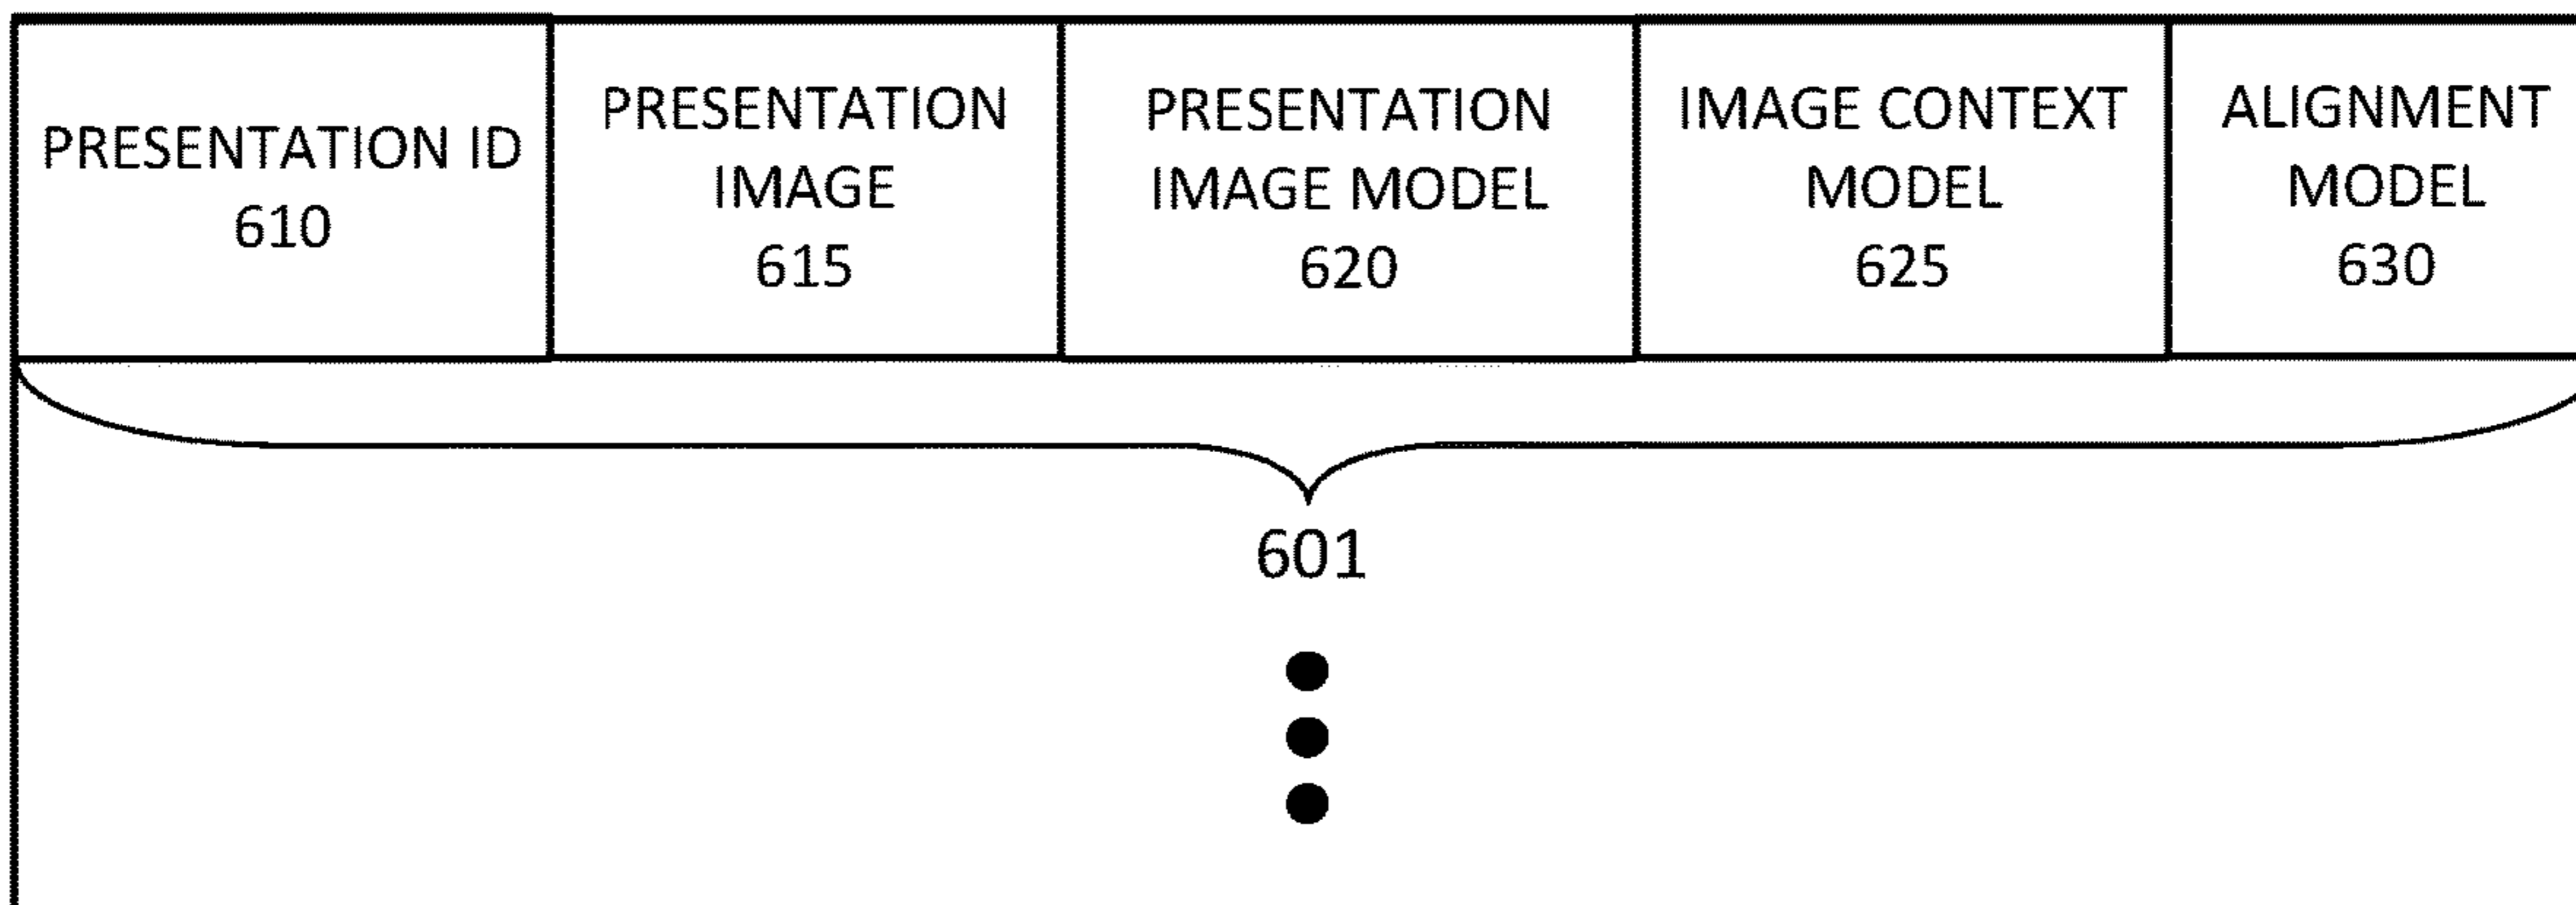 PRESENTATION ID
610
PRESENTATION
IMAGE
615
PRESENTATION
IMAGE MODEL
620
IMAGE CONTEXT
MODEL
625
ALIGNMENT
MODEL
630
601